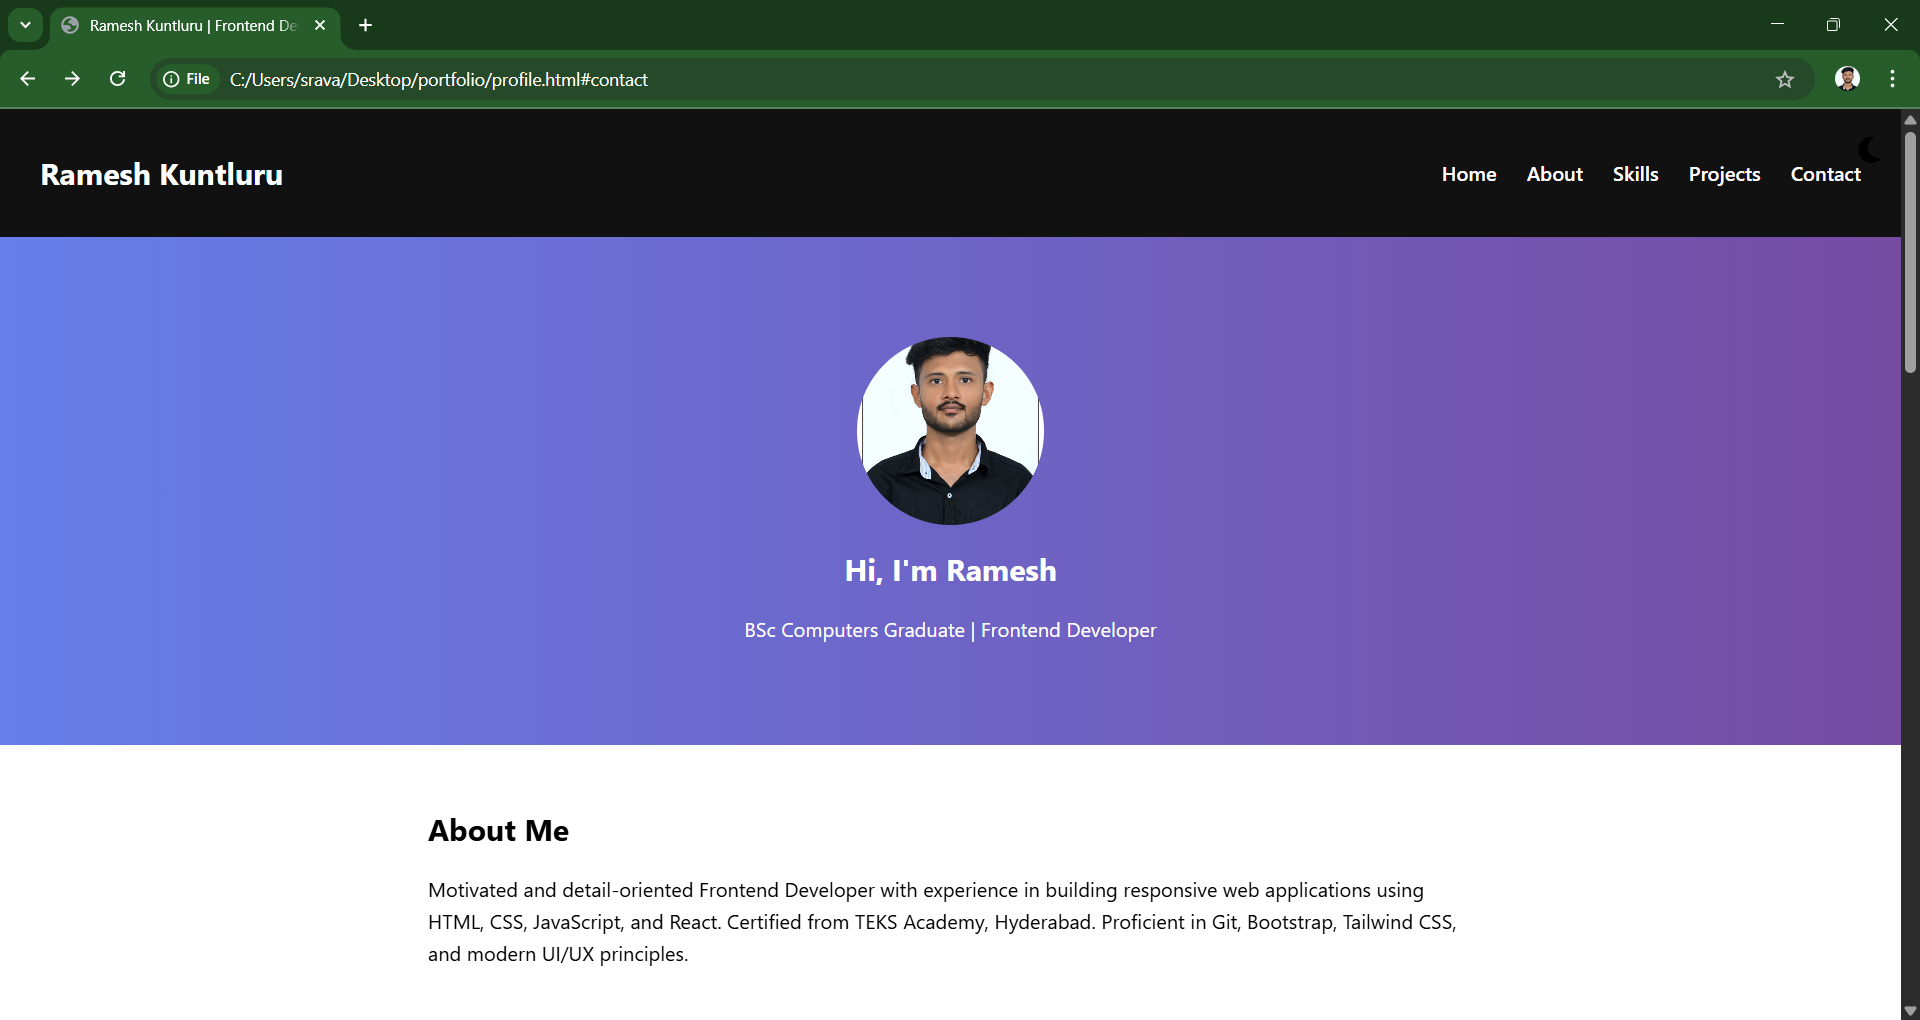 Ramesh Kuntluru | Frontend De
File
C:/Users/srava/Desktop/portfolio/profile.html#contact
Ramesh Kuntluru
Home About Skills Projects Contact
Hi, I'm Ramesh
BSc Computers Graduate | Frontend Developer
About Me
Motivated and detail-oriented Frontend Developer with experience in building responsive web applications using
HTML, CSS, JavaScript, and React. Certified from TEKS Academy, Hyderabad. Proficient in Git, Bootstrap, Tailwind CSS,
and modern UI/UX principles.